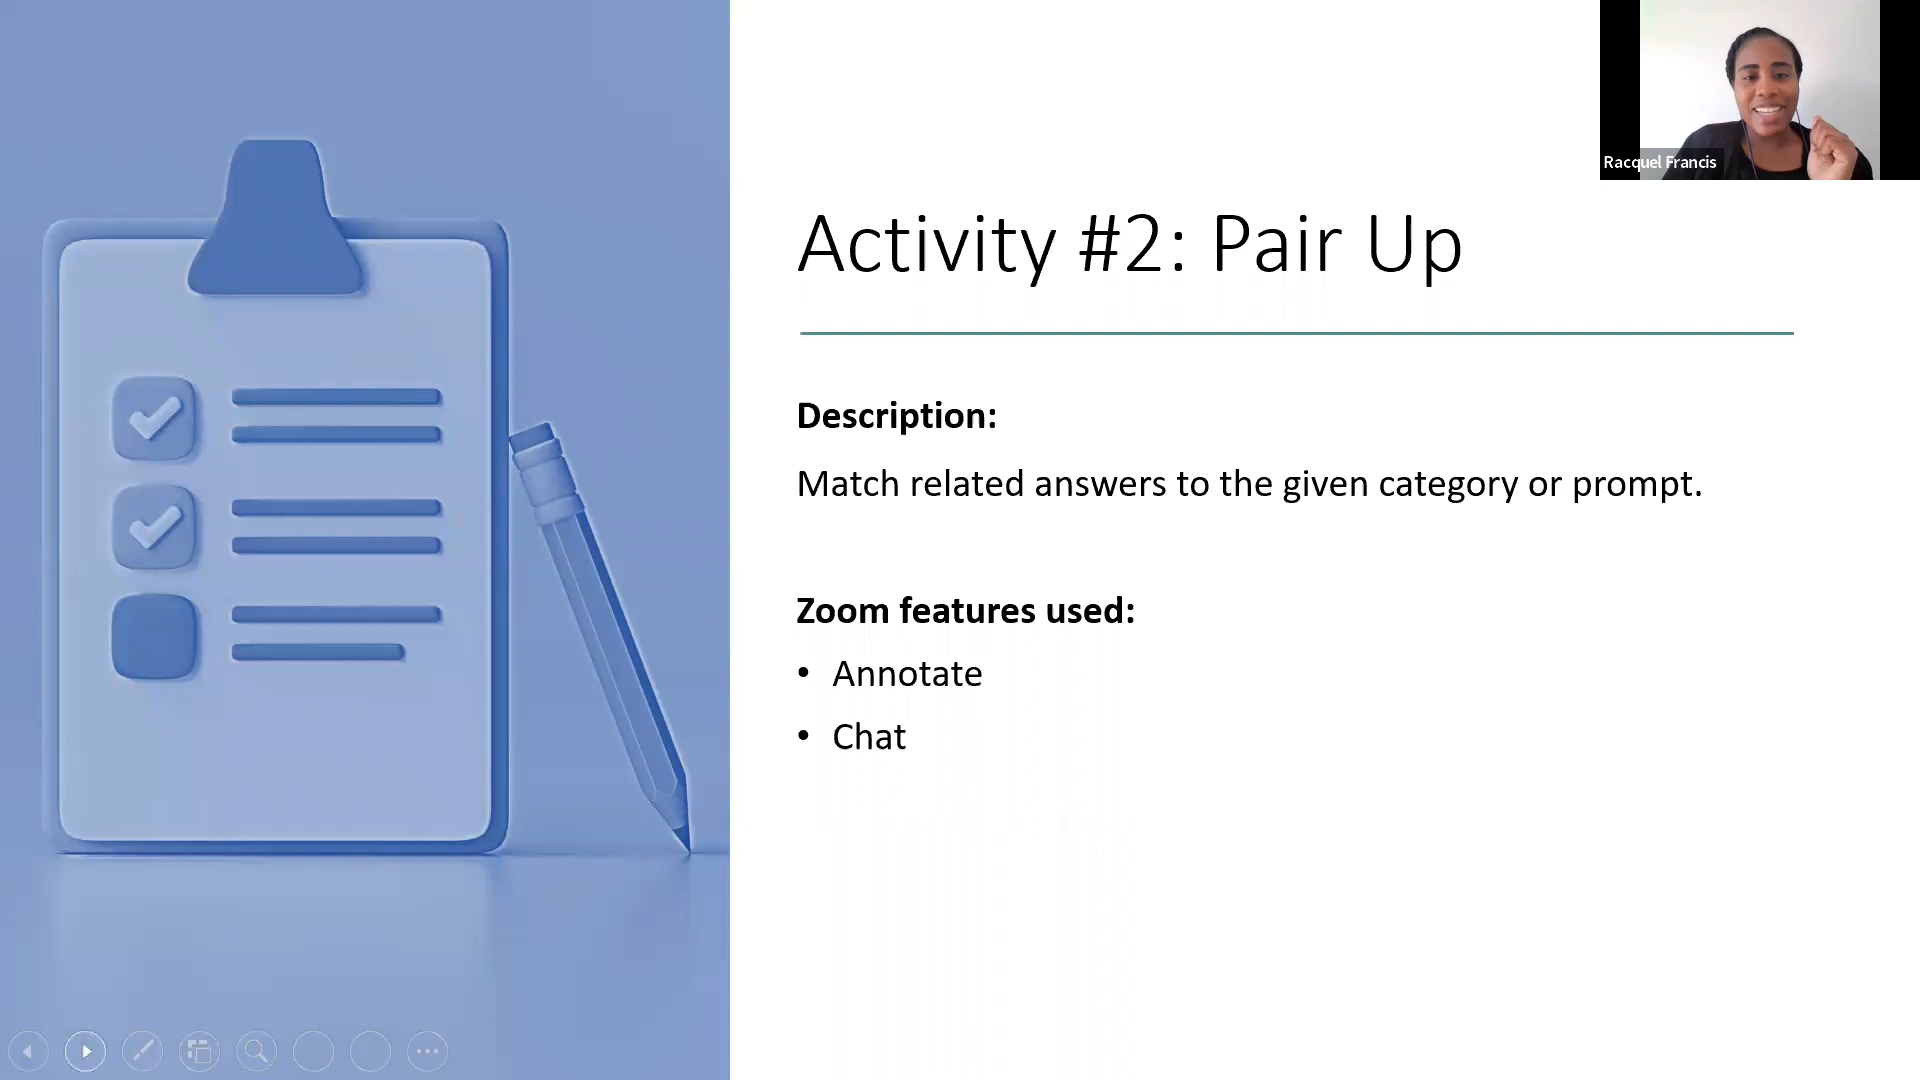 Racquel Francis
Activity #2: Pair Up
Description:
Match related answers to the given category or prompt.
Zoom features used:
• Annotate
• Chat